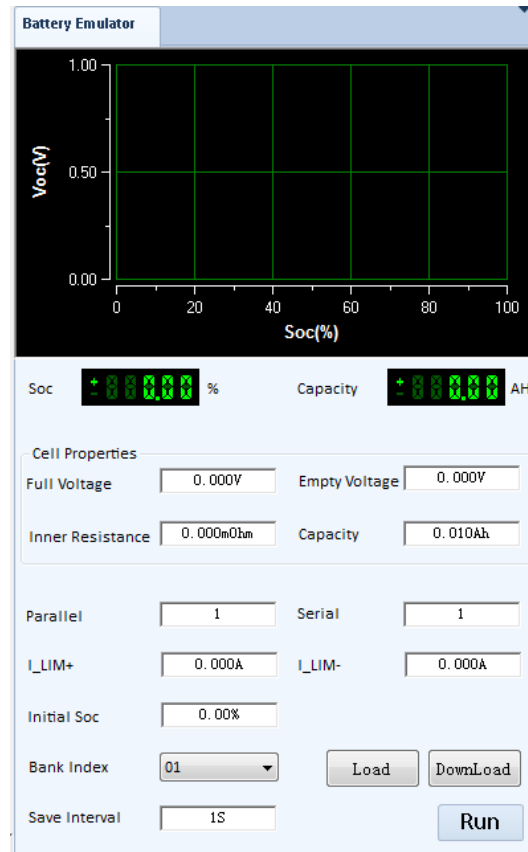 Battery Emulator
1.00
0.50
0.00
Voc(V)
0 20 40 60 80 100
Soc(%)
Soc 0.00 % Capacity 0.00 AH
Cell Properties
Full Voltage 0.000V Empty Voltage 0.000V
Inner Resistance 0.000mOhm Capacity 0.010Ah
Parallel 1 Serial 1
I_LIM+ 0.000A I_LIM- 0.000A
Initial Soc 0.00%
Bank Index 01 Load DownLoad
Save Interval 1S Run